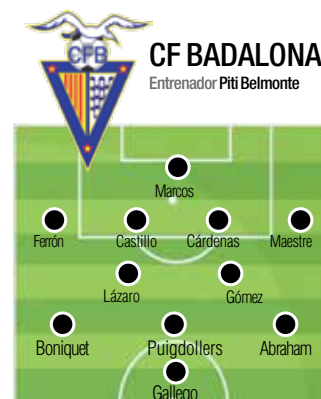 CFB
CF BADALONA
Entrenador Piti Belmonte
Marcos
Ferrón Castillo Cárdenas Maestre
Lázaro Gómez
Boniquet Puigdollers Abraham
Gallego